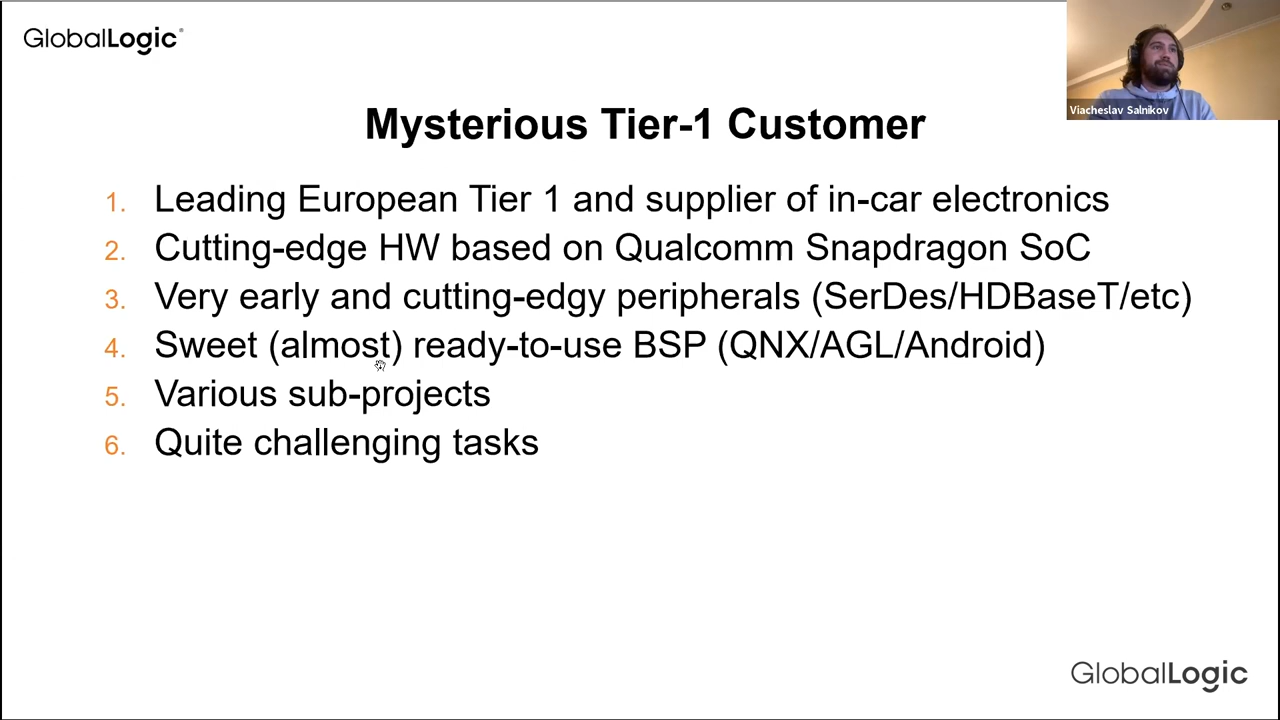 GlobalLogic®
Viacheslav Salnikov
Mysterious Tier-1 Customer
1. Leading European Tier 1 and supplier of in-car electronics
2. Cutting-edge HW based on Qualcomm Snapdragon SoC
3. Very early and cutting-edgy peripherals (SerDes/HDBaseT/etc)
4. Sweet (almost) ready-to-use BSP (QNX/AGL/Android)
5. Various sub-projects
6. Quite challenging tasks
GlobalLogic